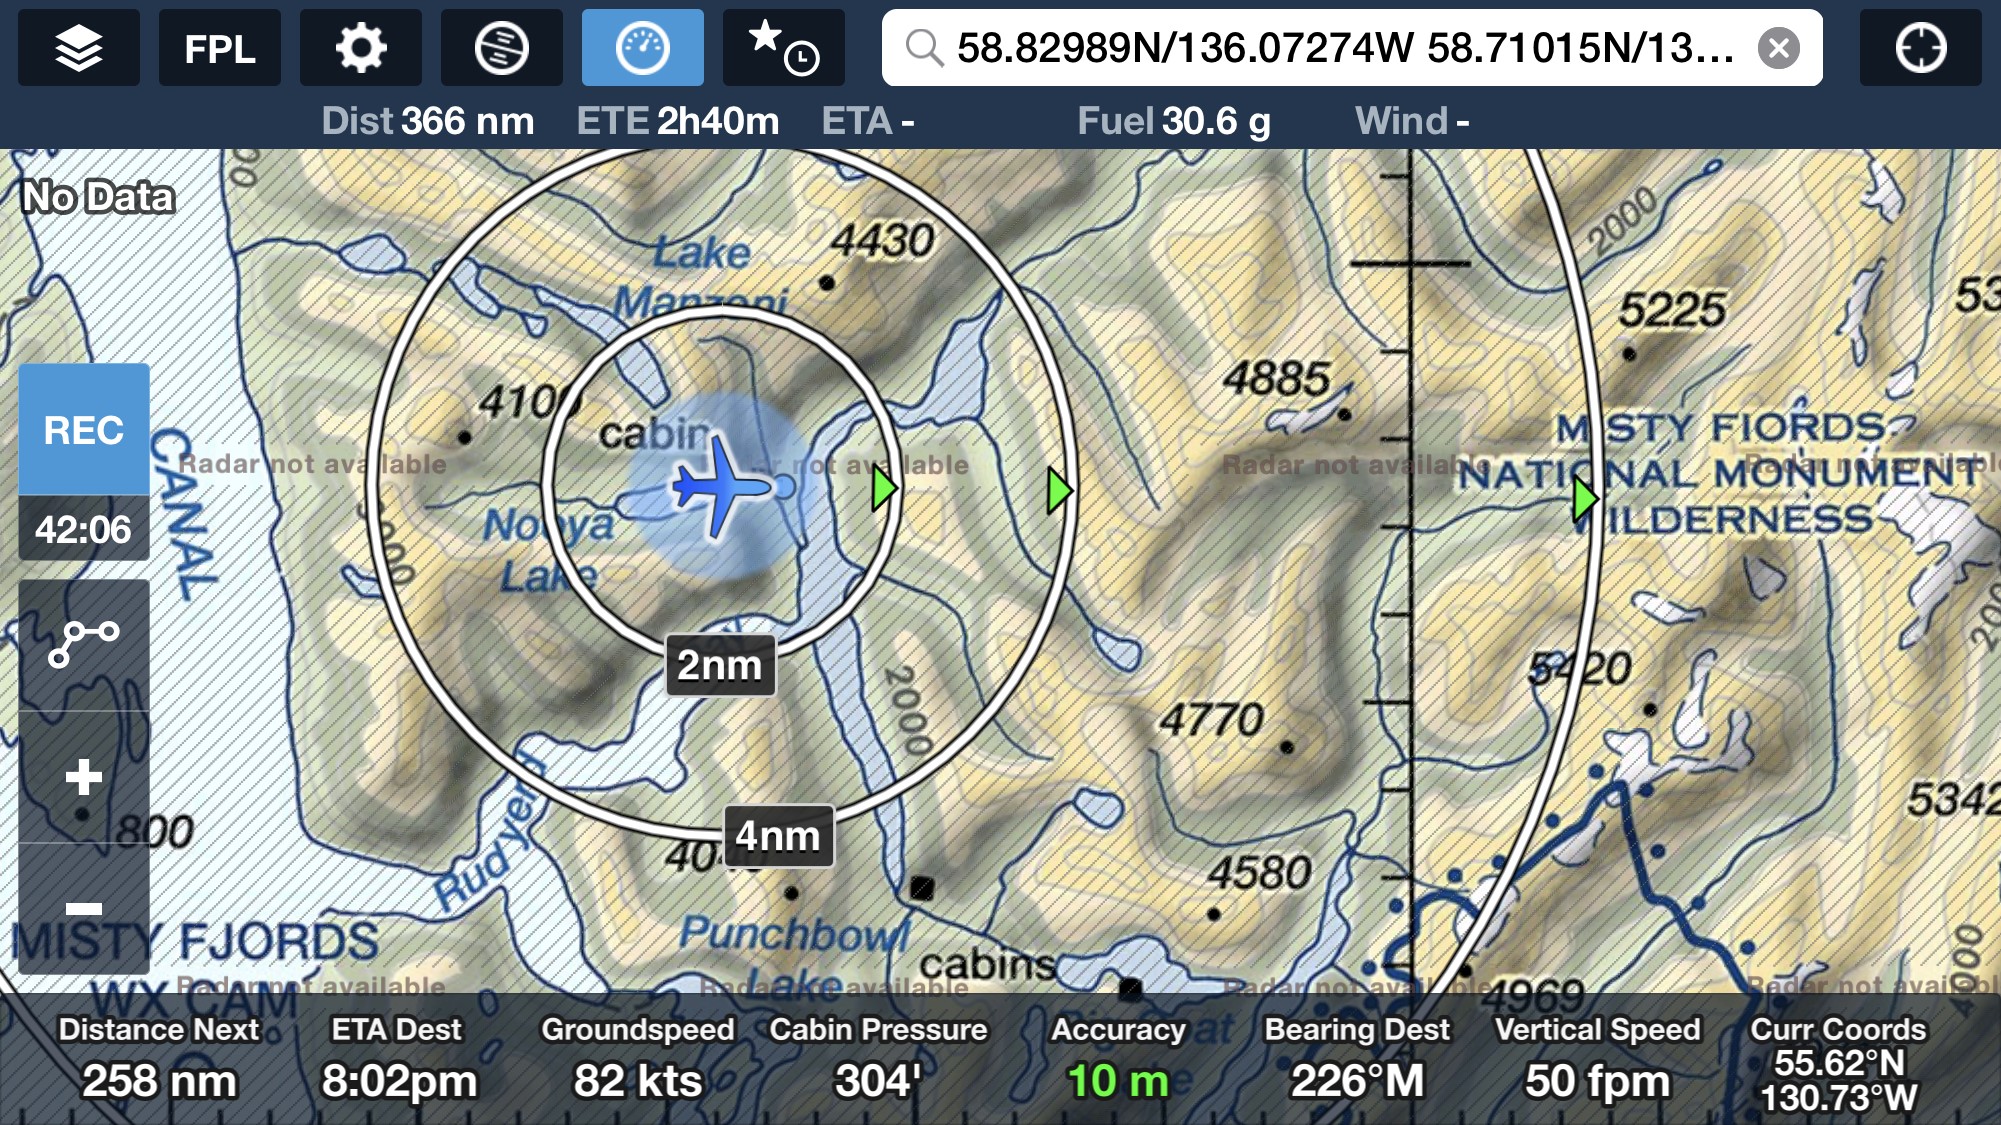 FPL
58.82989N/136.07274W 58.71015N/13...
Dist 366 nm ETE 2h40m ETA - Fuel 30.6 g Wind -
No Data
Lake
Manzoni
4430
2000
5225
4885
4100
cabin
MISTY FIORDS
NATIONAL MONUMENT
WILDERNESS
Radar not available
Radar not available
Radar not available
REC
42:06
CANAL
Nooya
Lake
2nm
2000
5420
4770
4nm
800
Rudyerd
4580
5342
Punchbowl
Lake
cabins
MISTY FJORDS
WX CAM
Radar not available
Radar not available
Radar not available
Radar not available
4969
4000
Distance Next ETA Dest Groundspeed Cabin Pressure Accuracy Bearing Dest Vertical Speed Curr Coords
258 nm 8:02pm 82 kts 304' 10 m 226°M 50 fpm 55.62°N
130.73°W